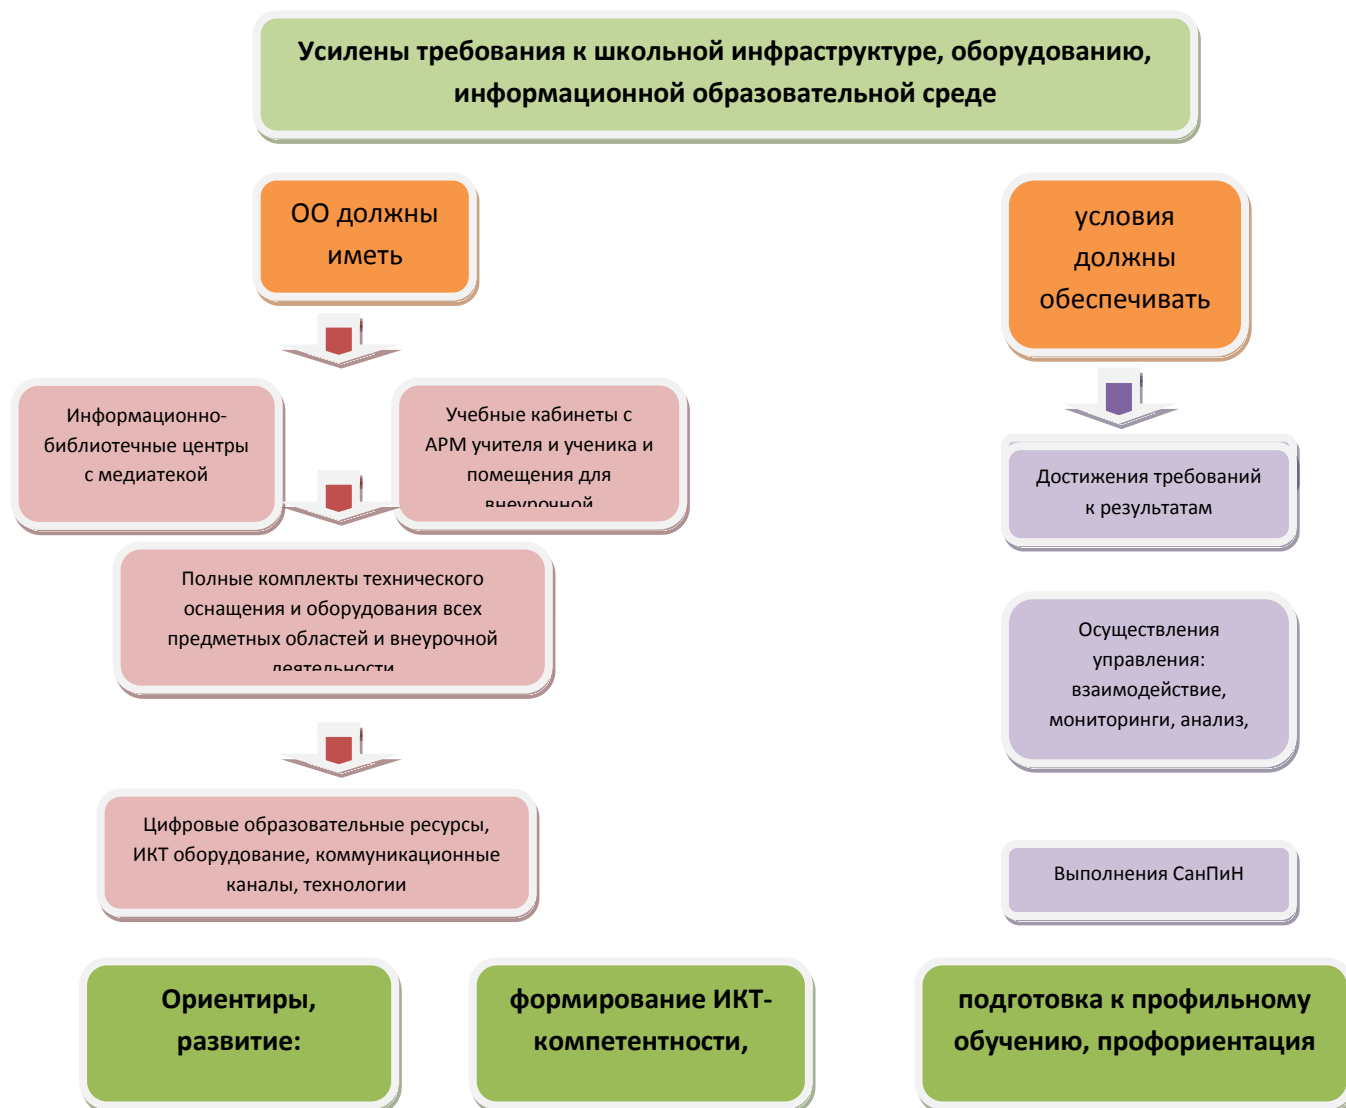 Усилены требования к школьной инфраструктуре, оборудованию,
информационной образовательной среде
ОО должны
иметь
условия
должны
обеспечивать
Информационно-
библиотечные центры
с медиатекой
Учебные кабинеты с
АРМ учителя и ученика и
помещения для
внеурочной
Достижения требований
к результатам
Полные комплекты технического
оснащения и оборудования всех
предметных областей и внеурочной
деятельности
Осуществления
управления:
взаимодействие,
мониторинги, анализ,
Цифровые образовательные ресурсы,
ИКТ оборудование, коммуникационные
каналы, технологии
Выполнения СанПиН
Ориентиры,
развитие:
формирование ИКТ-
компетентности,
подготовка к профильному
обучению, профориентация